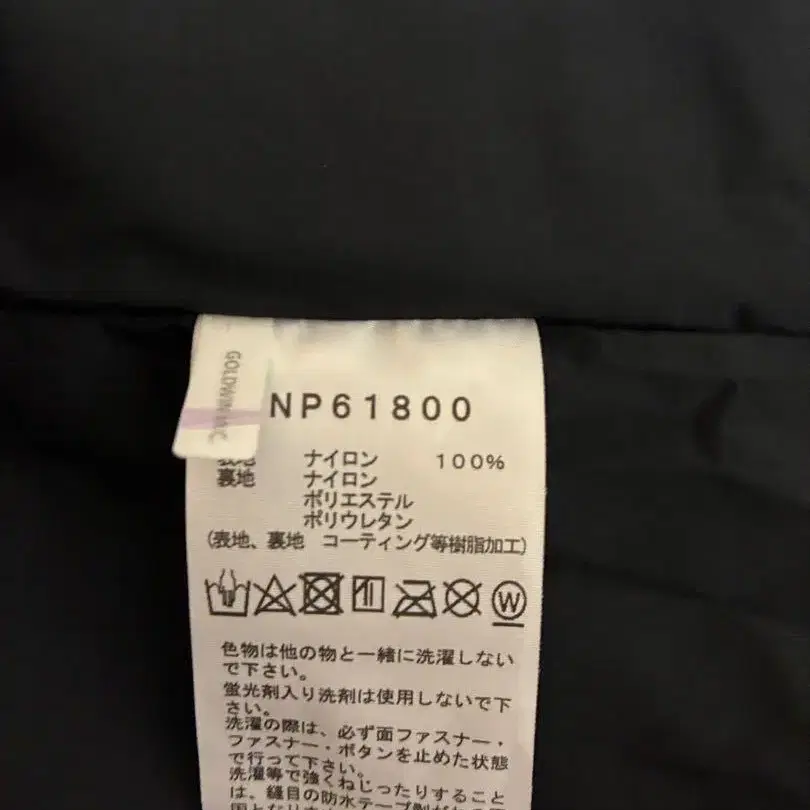 GOLDWIN INC
NP61800
表地 ナイロン 100%
裏地 ナイロン
ポリエステル
ポリウレタン
(表地、裏地 コーティング等樹脂加工)
W
色物は他の物と一緒に洗濯しない
で下さい。
蛍光剤入り洗剤は使用しないで下
さい。
洗濯の際は、必ず面ファスナー・
ファスナー・ボタンを止めた状態
で行って下さい。
洗濯等で強くねじったりすること
は、縫目の防水テープ剝がれの